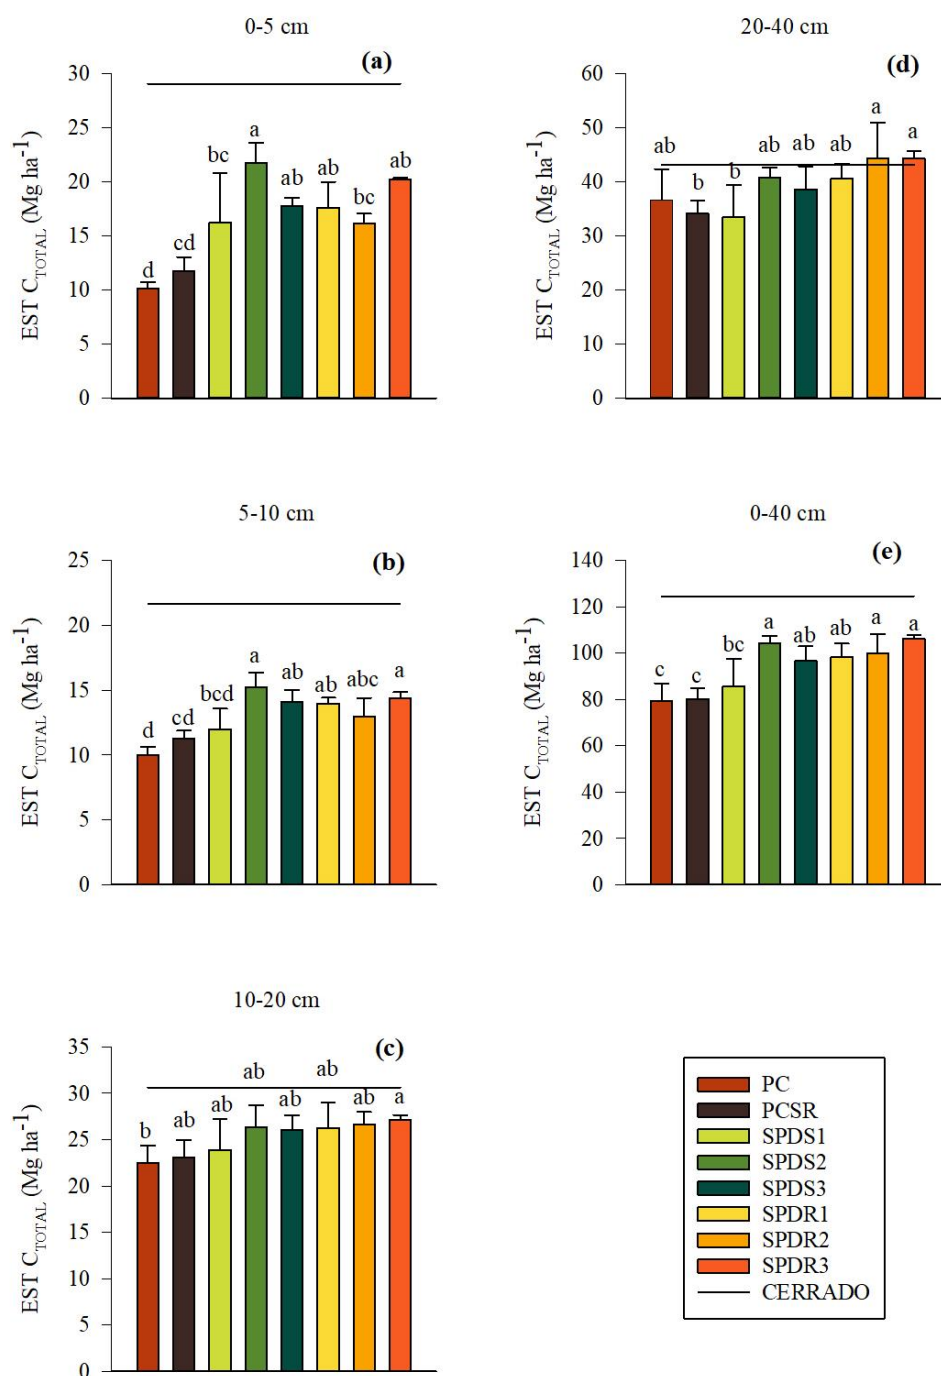 0-5 cm
(a)
EST C_TOTAL (Mg ha⁻¹)
30
25
20
15
10
5
0
d
cd
bc
a
ab
ab
bc
ab
20-40 cm
(d)
EST C_TOTAL (Mg ha⁻¹)
60
50
40
30
20
10
0
ab
b
b
ab
ab
ab
a
a
5-10 cm
(b)
EST C_TOTAL (Mg ha⁻¹)
25
20
15
10
5
0
d
cd
bcd
a
ab
ab
abc
a
0-40 cm
(e)
EST C_TOTAL (Mg ha⁻¹)
140
120
100
80
60
40
20
0
c
c
bc
a
ab
ab
a
a
10-20 cm
(c)
EST C_TOTAL (Mg ha⁻¹)
35
30
25
20
15
10
5
0
b
ab
ab
ab
ab
ab
ab
a
PC
PCSR
SPDS1
SPDS2
SPDS3
SPDR1
SPDR2
SPDR3
CERRADO